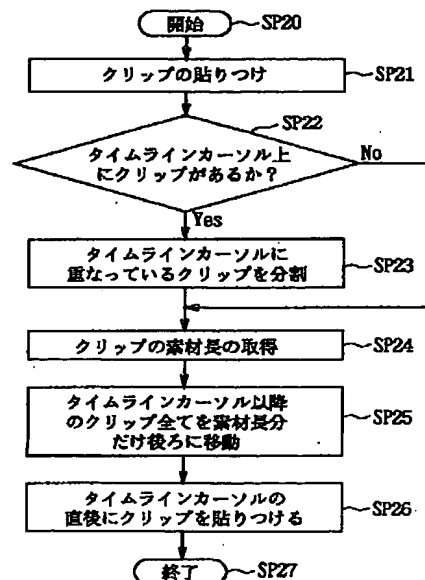 開始 SP20
クリップの貼りつけ SP21
SP22
タイムラインカーソル上
にクリップがあるか？
No
Yes
タイムラインカーソルに
重なっているクリップを分割
SP23
クリップの素材長の取得 SP24
タイムラインカーソル以降
のクリップ全てを素材長分
だけ後ろに移動
SP25
タイムラインカーソルの
直後にクリップを貼りつける
SP26
終了 SP27